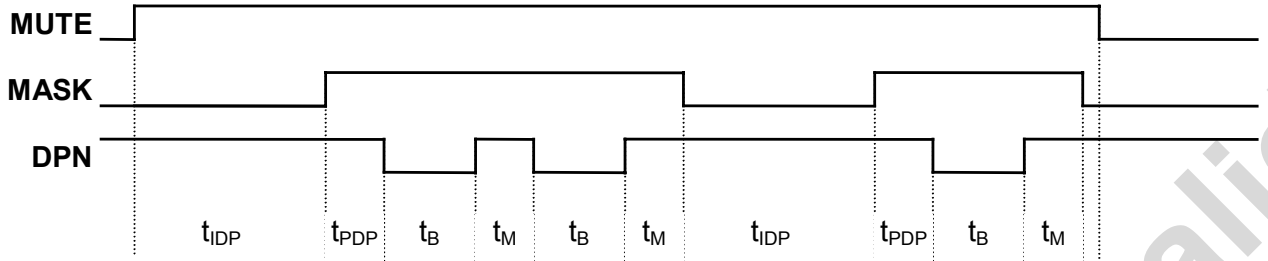 MUTE
MASK
DPN
tIDP tPDP tB tM tB tM tIDP tPDP tB tM